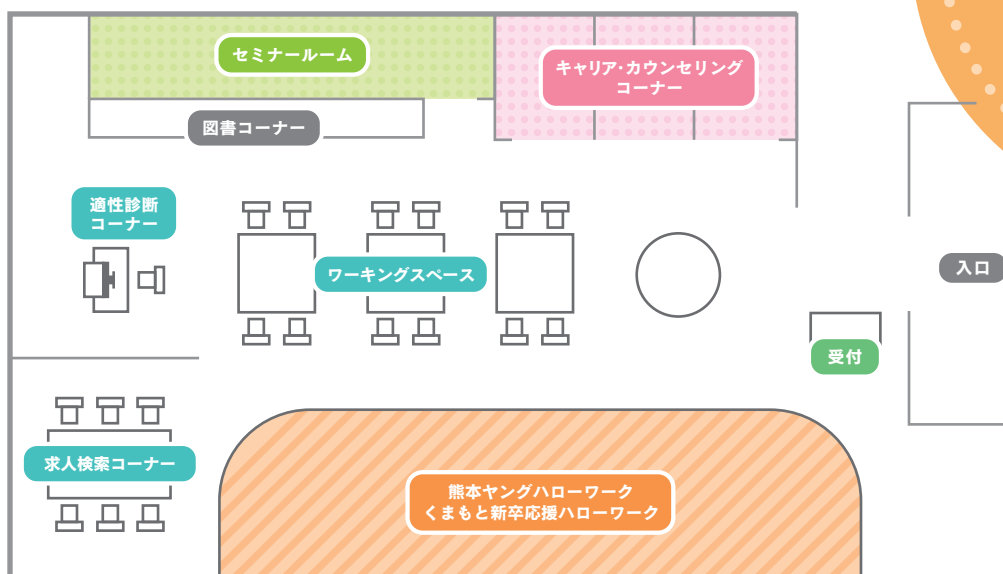 セミナールーム
キャリア・カウンセリング
コーナー
図書コーナー
適性診断
コーナー
ワーキングスペース
入口
受付
求人検索コーナー
熊本ヤングハローワーク
くまもと新卒応援ハローワーク